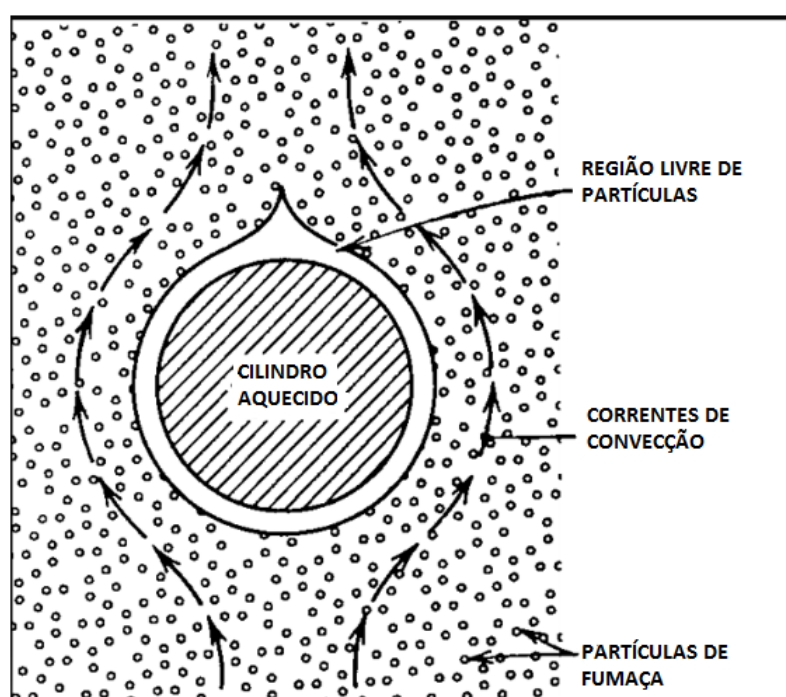 REGIÃO LIVRE DE
PARTÍCULAS
CILINDRO
AQUECIDO
CORRENTES DE
CONVECÇÃO
PARTÍCULAS DE
FUMAÇA